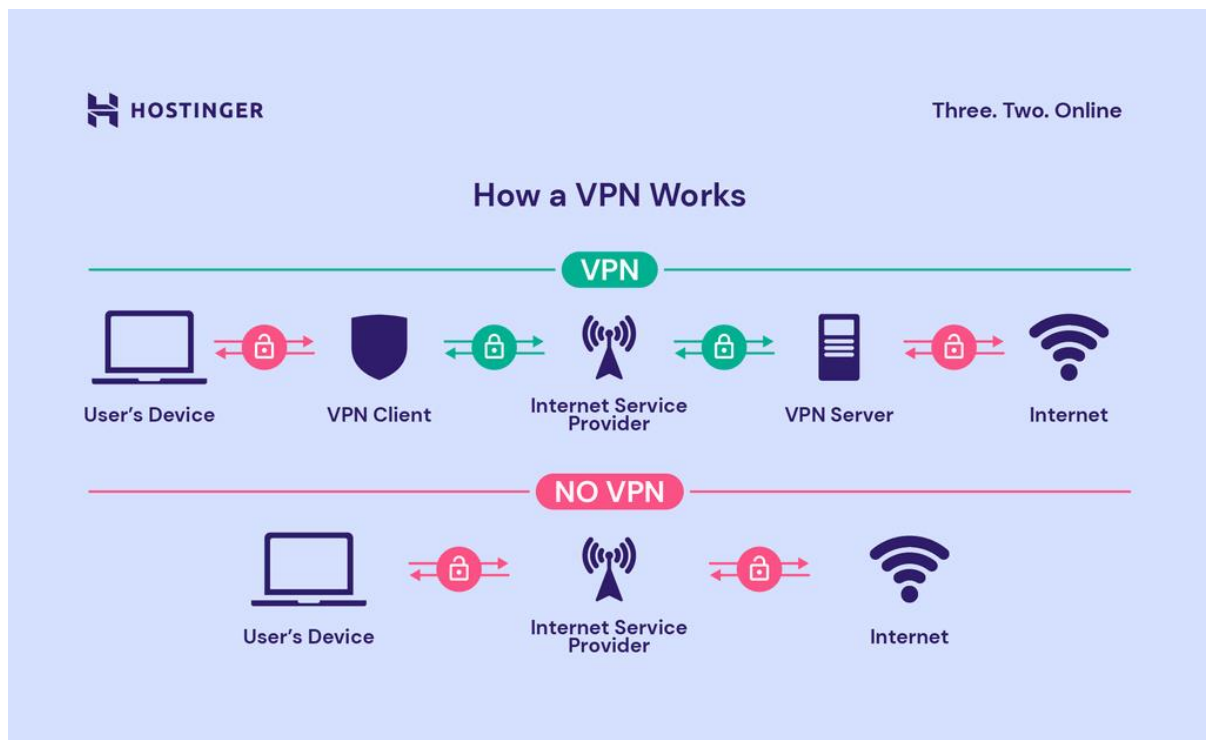 HOSTINGER
Three. Two. Online
How a VPN Works
VPN
User's Device
VPN Client
Internet Service
Provider
VPN Server
Internet
NO VPN
User's Device
Internet Service
Provider
Internet